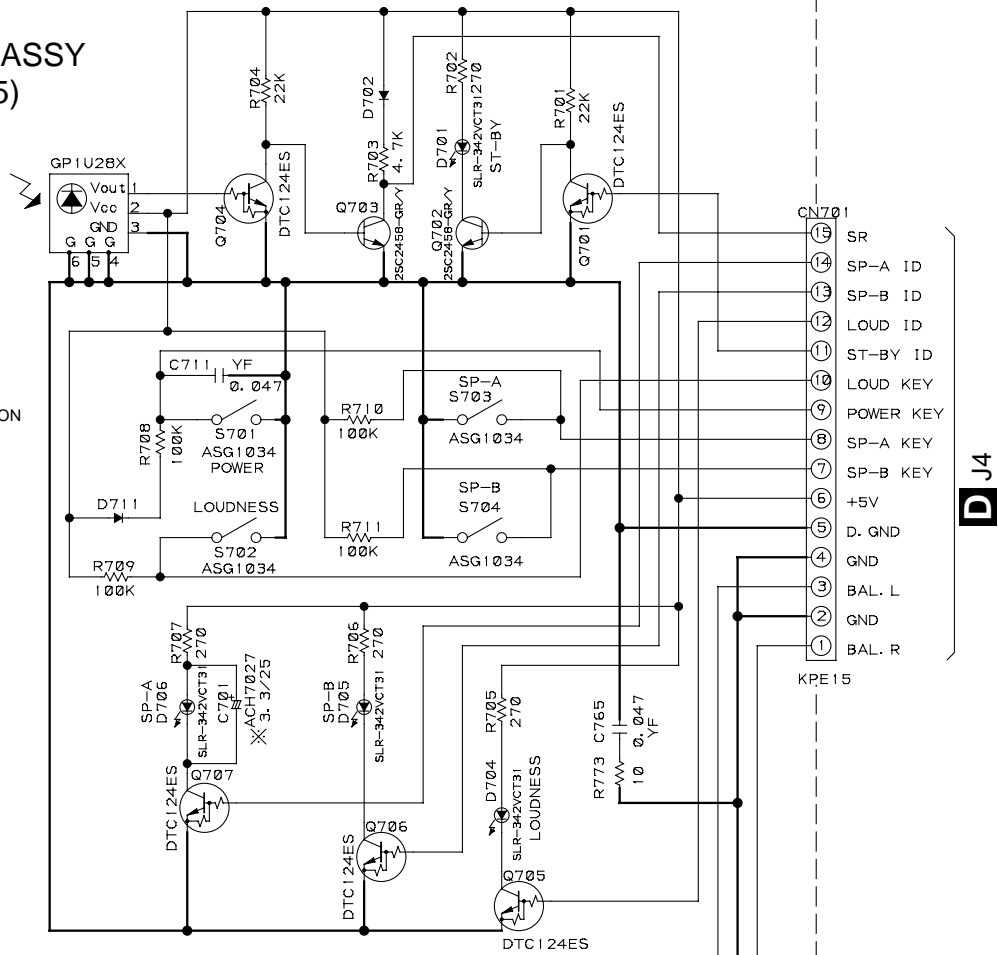 ASSY
5)
GP1U28X
Vout 1
Vcc 2
GND 3
G G G
6 5 4
R704
22K
Q704
DTC124ES
D702
R703
4.7K
Q703
2SC2458-GR/Y
R702
270
D701
SLR-342VCT31
ST-BY
Q702
2SC2458-GR/Y
R701
22K
DTC124ES
Q701
CN701
15 SR
14 SP-A ID
13 SP-B ID
12 LOUD ID
11 ST-BY ID
10 LOUD KEY
9 POWER KEY
8 SP-A KEY
7 SP-B KEY
6 +5V
5 D.GND
4 GND
3 BAL.L
2 GND
1 BAL.R
KPE15
D J4
ON
C711 YF
0.047
R708
100K
S701
ASG1034
POWER
D711
LOUDNESS
S702
ASG1034
R709
100K
R710
100K
SP-A
S703
ASG1034
R711
100K
SP-B
S704
ASG1034
R707
270
SP-A
D706
SLR-342VCT31
C701
+
ACH7027
※ 3.3/25
Q707
DTC124ES
R706
270
SP-B
D705
SLR-342VCT31
Q706
DTC124ES
R705
270
D704
SLR-342VCT31
LOUDNESS
Q705
DTC124ES
C765
0.047
YF
R773
10